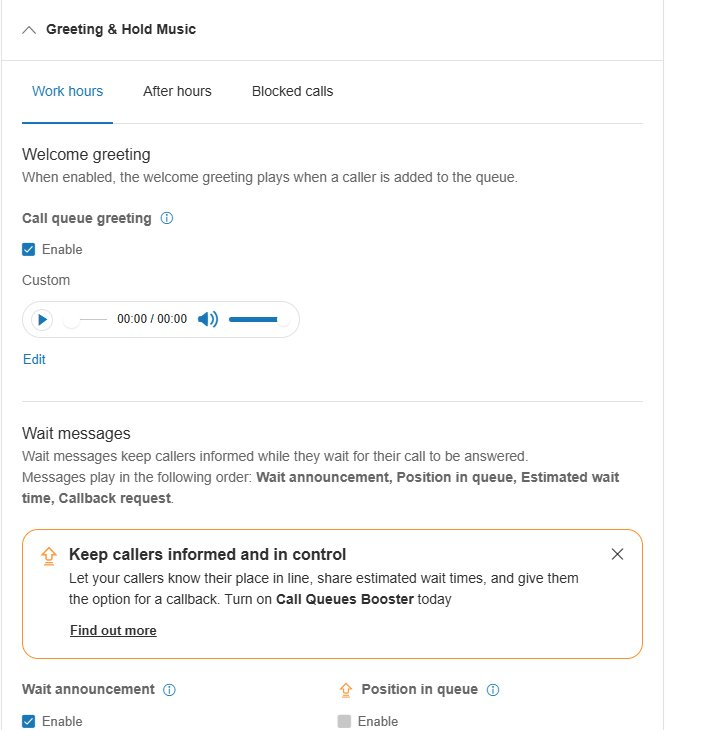 Greeting & Hold Music
Work hours
After hours
Blocked calls
Welcome greeting
When enabled, the welcome greeting plays when a caller is added to the queue.
Call queue greeting
Enable
Custom
00:00 / 00:00
Edit
Wait messages
Wait messages keep callers informed while they wait for their call to be answered.
Messages play in the following order: Wait announcement, Position in queue, Estimated wait
time, Callback request.
Keep callers informed and in control
Let your callers know their place in line, share estimated wait times, and give them
the option for a callback. Turn on Call Queues Booster today
Find out more
Wait announcement
Position in queue
Enable
Enable